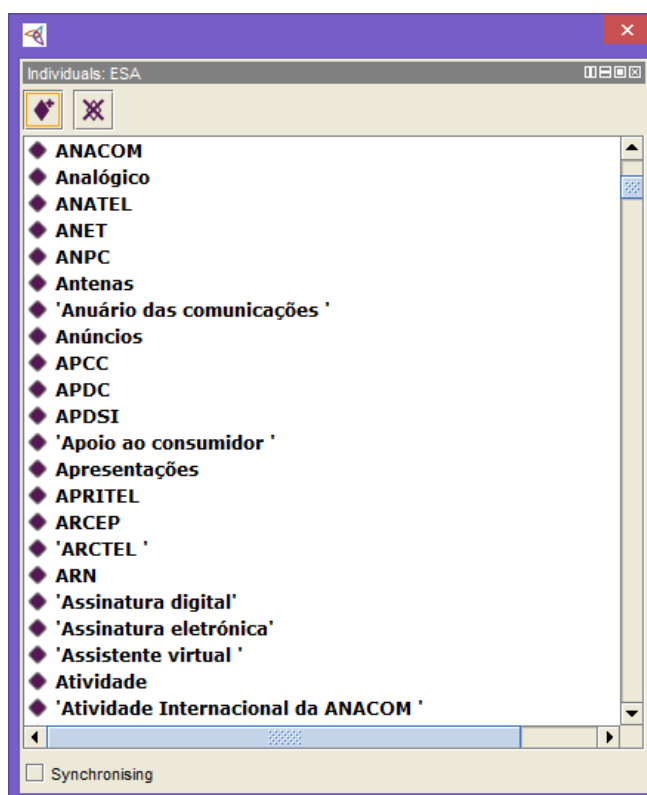 Individuals: ESA
ANACOM
Analógico
ANATEL
ANET
ANPC
Antenas
'Anuário das comunicações '
Anúncios
APCC
APDC
APDSI
'Apoio ao consumidor '
Apresentações
APRITEL
ARCEP
'ARCTEL '
ARN
'Assinatura digital'
'Assinatura eletrónica'
'Assistente virtual '
Atividade
'Atividade Internacional da ANACOM '
Synchronising